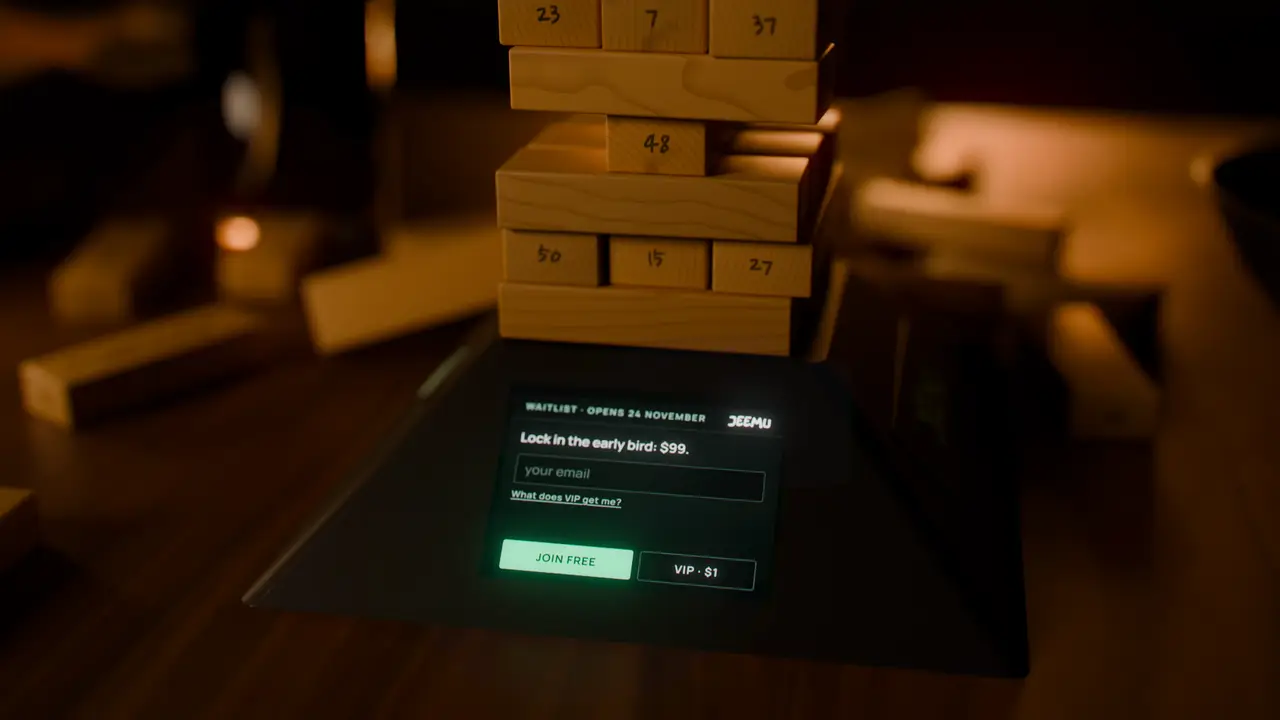 23 7 37
48
50 15 27
WAITLIST · OPENS 24 NOVEMBER JEEMU
Lock in the early bird: $99.
your email
What does VIP get me?
JOIN FREE VIP · $1